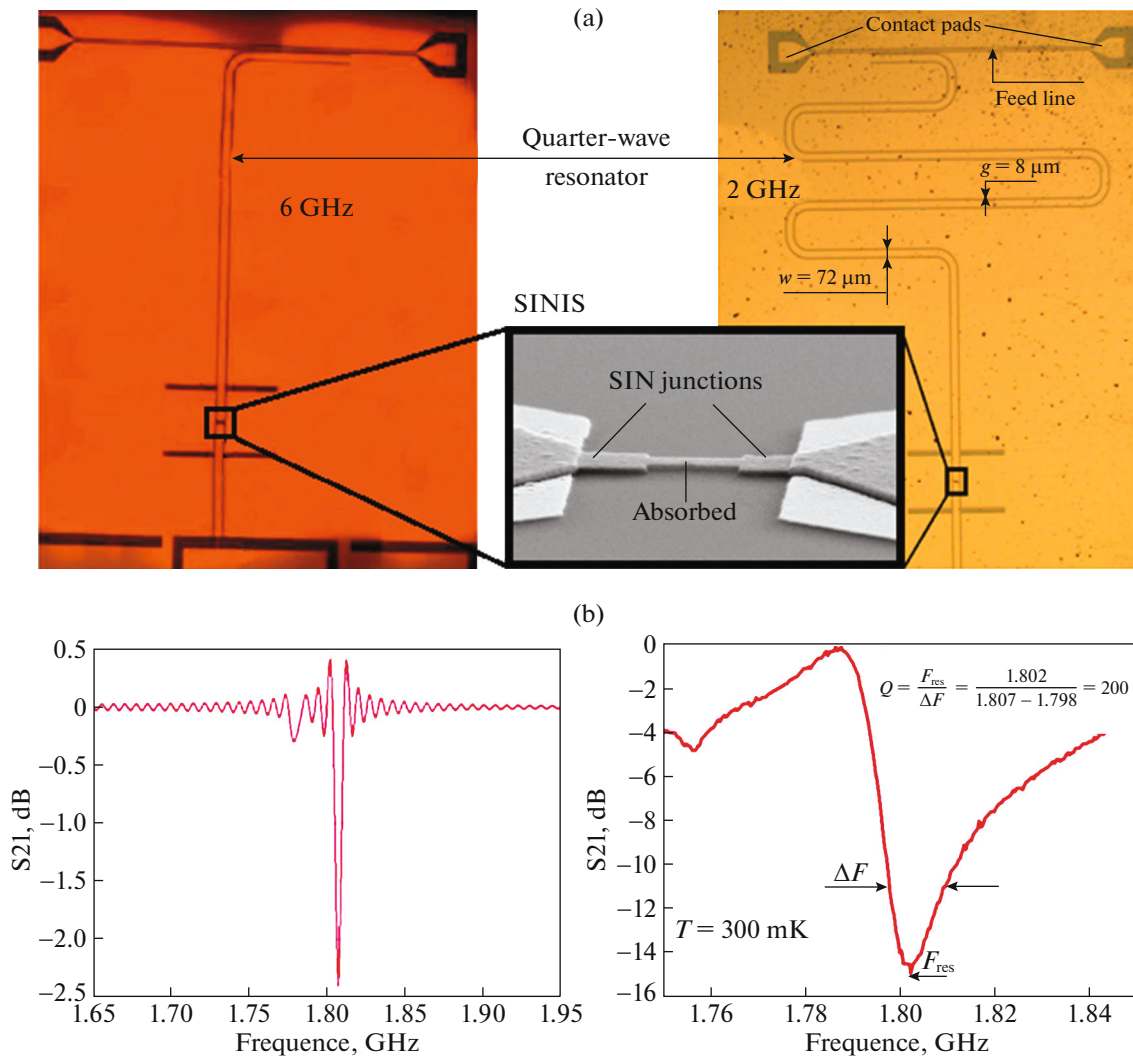 (a)
Contact pads
Feed line
Quarter-wave
resonator
6 GHz
2 GHz
g = 8 μm
w = 72 μm
SINIS
SIN junctions
Absorbed
(b)
0.5
0
−0.5
−1.0
−1.5
−2.0
−2.5
S21, dB
1.65
1.70
1.75
1.80
1.85
1.90
1.95
Frequence, GHz
0
−2
−4
−6
−8
−10
−12
−14
−16
S21, dB
Q = F_res / ΔF = 1.802 / 1.807 − 1.798 = 200
ΔF
T = 300 mK
F_res
1.76
1.78
1.80
1.82
1.84
Frequence, GHz